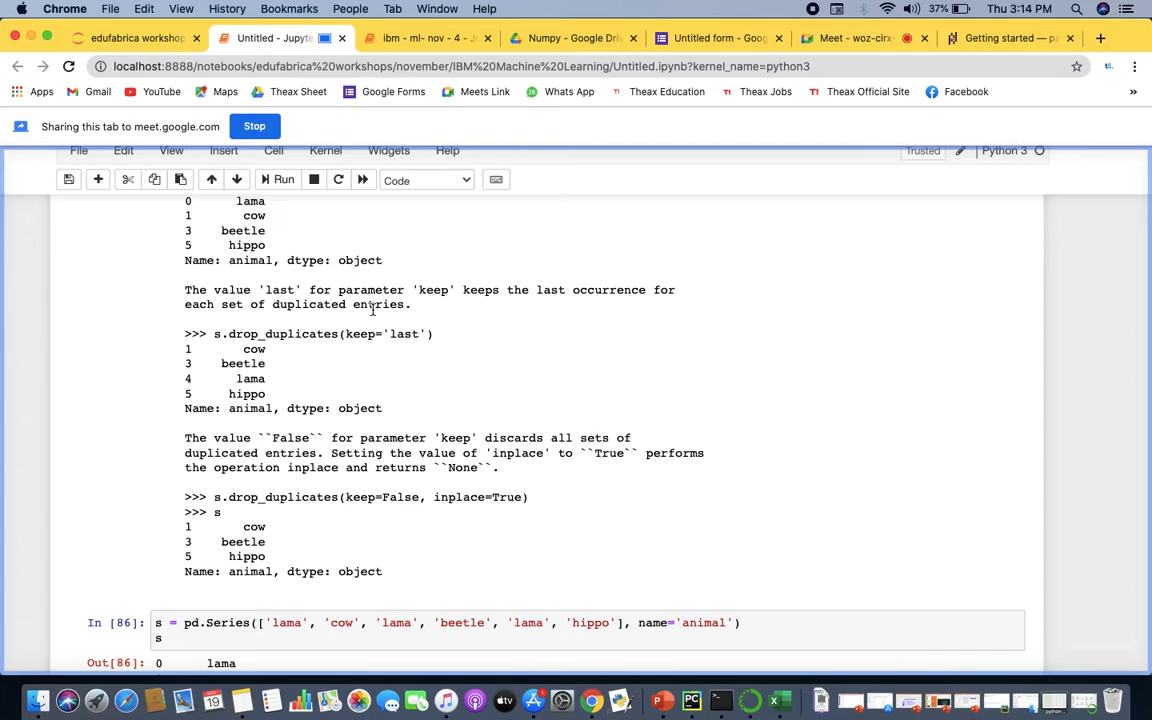 Chrome File Edit View History Bookmarks People Tab Window Help 37% Thu 3:14 PM
edufabrica workshop Untitled - Jupyte ibm - ml- nov - 4 - J Numpy - Google Dri Untitled form - Goog Meet - woz-cirx- Getting started — pa
localhost:8888/notebooks/edufabrica%20workshops/november/IBM%20Machine%20Learning/Untitled.ipynb?kernel_name=python3
Apps Gmail YouTube Maps Theax Sheet Google Forms Meets Link Whats App Theax Education Theax Jobs Theax Official Site Facebook »
Sharing this tab to meet.google.com Stop
File Edit View Insert Cell Kernel Widgets Help Trusted Python 3
Run Code
0 lama
1 cow
3 beetle
5 hippo
Name: animal, dtype: object
The value 'last' for parameter 'keep' keeps the last occurrence for
each set of duplicated entries.
>>> s.drop_duplicates(keep='last')
1 cow
3 beetle
4 lama
5 hippo
Name: animal, dtype: object
The value ``False`` for parameter 'keep' discards all sets of
duplicated entries. Setting the value of 'inplace' to ``True`` performs
the operation inplace and returns ``None``.
>>> s.drop_duplicates(keep=False, inplace=True)
>>> s
1 cow
3 beetle
5 hippo
Name: animal, dtype: object
In [86]: s = pd.Series(['lama', 'cow', 'lama', 'beetle', 'lama', 'hippo'], name='animal')
s
Out[86]: 0 lama